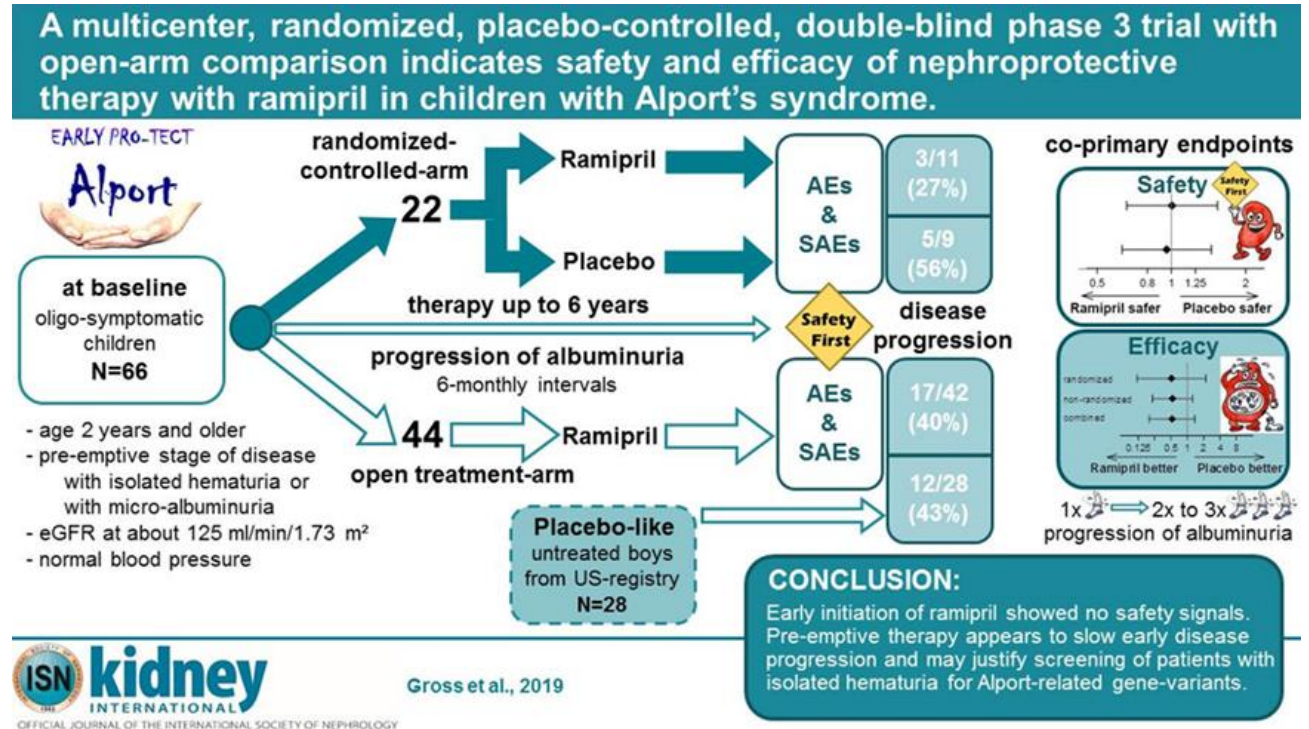 A multicenter, randomized, placebo-controlled, double-blind phase 3 trial with
open-arm comparison indicates safety and efficacy of nephroprotective
therapy with ramipril in children with Alport's syndrome.
EARLY PRO-TECT
Alport
at baseline
oligo-symptomatic
children
N=66
- age 2 years and older
- pre-emptive stage of disease
with isolated hematuria or
with micro-albuminuria
- eGFR at about 125 ml/min/1.73 m²
- normal blood pressure
randomized-
controlled-arm
22
Ramipril
Placebo
therapy up to 6 years
progression of albuminuria
6-monthly intervals
44
Ramipril
open treatment-arm
Placebo-like
untreated boys
from US-registry
N=28
AEs
&
SAEs
3/11
(27%)
5/9
(56%)
Safety
First
disease
progression
AEs
&
SAEs
17/42
(40%)
12/28
(43%)
co-primary endpoints
Safety
Safety
First
0.5 0.8 1 1.25 2
Ramipril safer Placebo safer
Efficacy
randomized
non-randomized
combined
0.125 0.5 1 2 4 8
Ramipril better Placebo better
1x 2x to 3x
progression of albuminuria
CONCLUSION:
Early initiation of ramipril showed no safety signals.
Pre-emptive therapy appears to slow early disease
progression and may justify screening of patients with
isolated hematuria for Alport-related gene-variants.
ISN
kidney
INTERNATIONAL
OFFICIAL JOURNAL OF THE INTERNATIONAL SOCIETY OF NEPHROLOGY
Gross et al., 2019